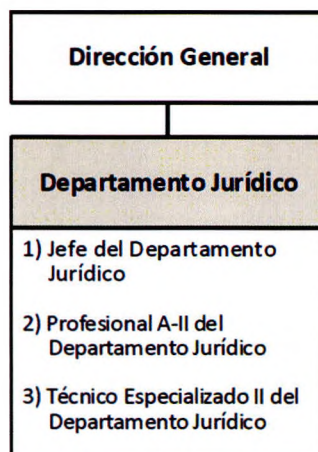 Dirección General
Departamento Jurídico
1) Jefe del Departamento
Jurídico
2) Profesional A-II del
Departamento Jurídico
3) Técnico Especializado II del
Departamento Jurídico